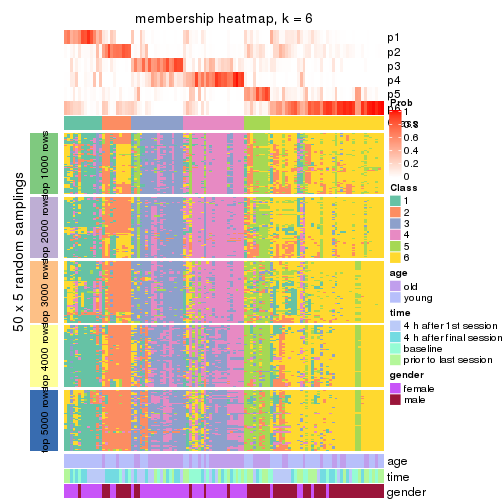 membership heatmap, k = 6
p1
p2
p3
p4
p5
p6
Prob
1
0.8
0.6
0.4
0.2
0
Class
1
2
3
4
5
6
age
old
young
time
4 h after 1st session
4 h after final session
baseline
prior to last session
gender
female
male
50 x 5 random samplings
top 1000 rows
top 2000 rows
top 3000 rows
top 4000 rows
top 5000 rows
age
time
gender